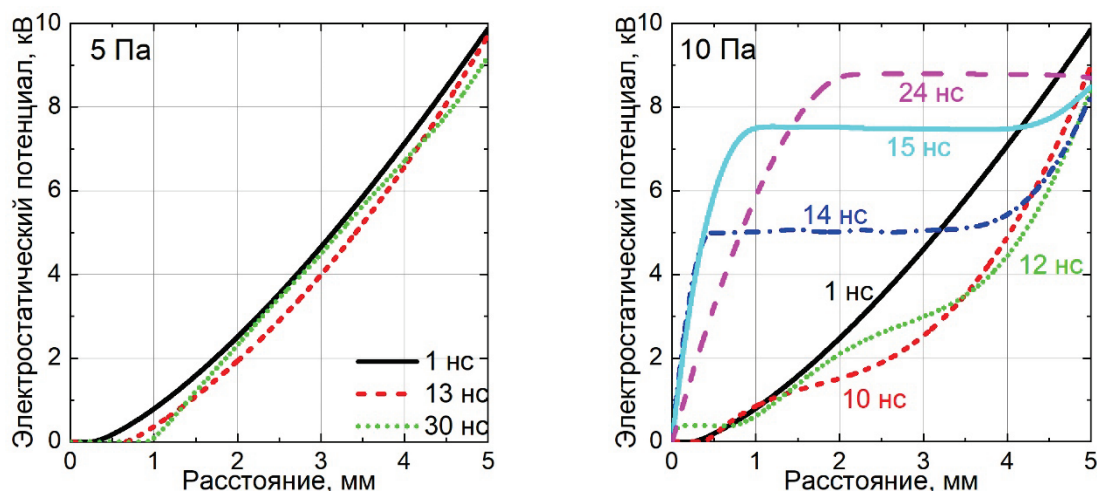 Электростатический потенциал, кВ
10
8
6
4
2
0
5 Па
1 нс
13 нс
30 нс
0 1 2 3 4 5
Расстояние, мм
Электростатический потенциал, кВ
10
8
6
4
2
0
10 Па
24 нс
15 нс
14 нс
12 нс
1 нс
10 нс
0 1 2 3 4 5
Расстояние, мм